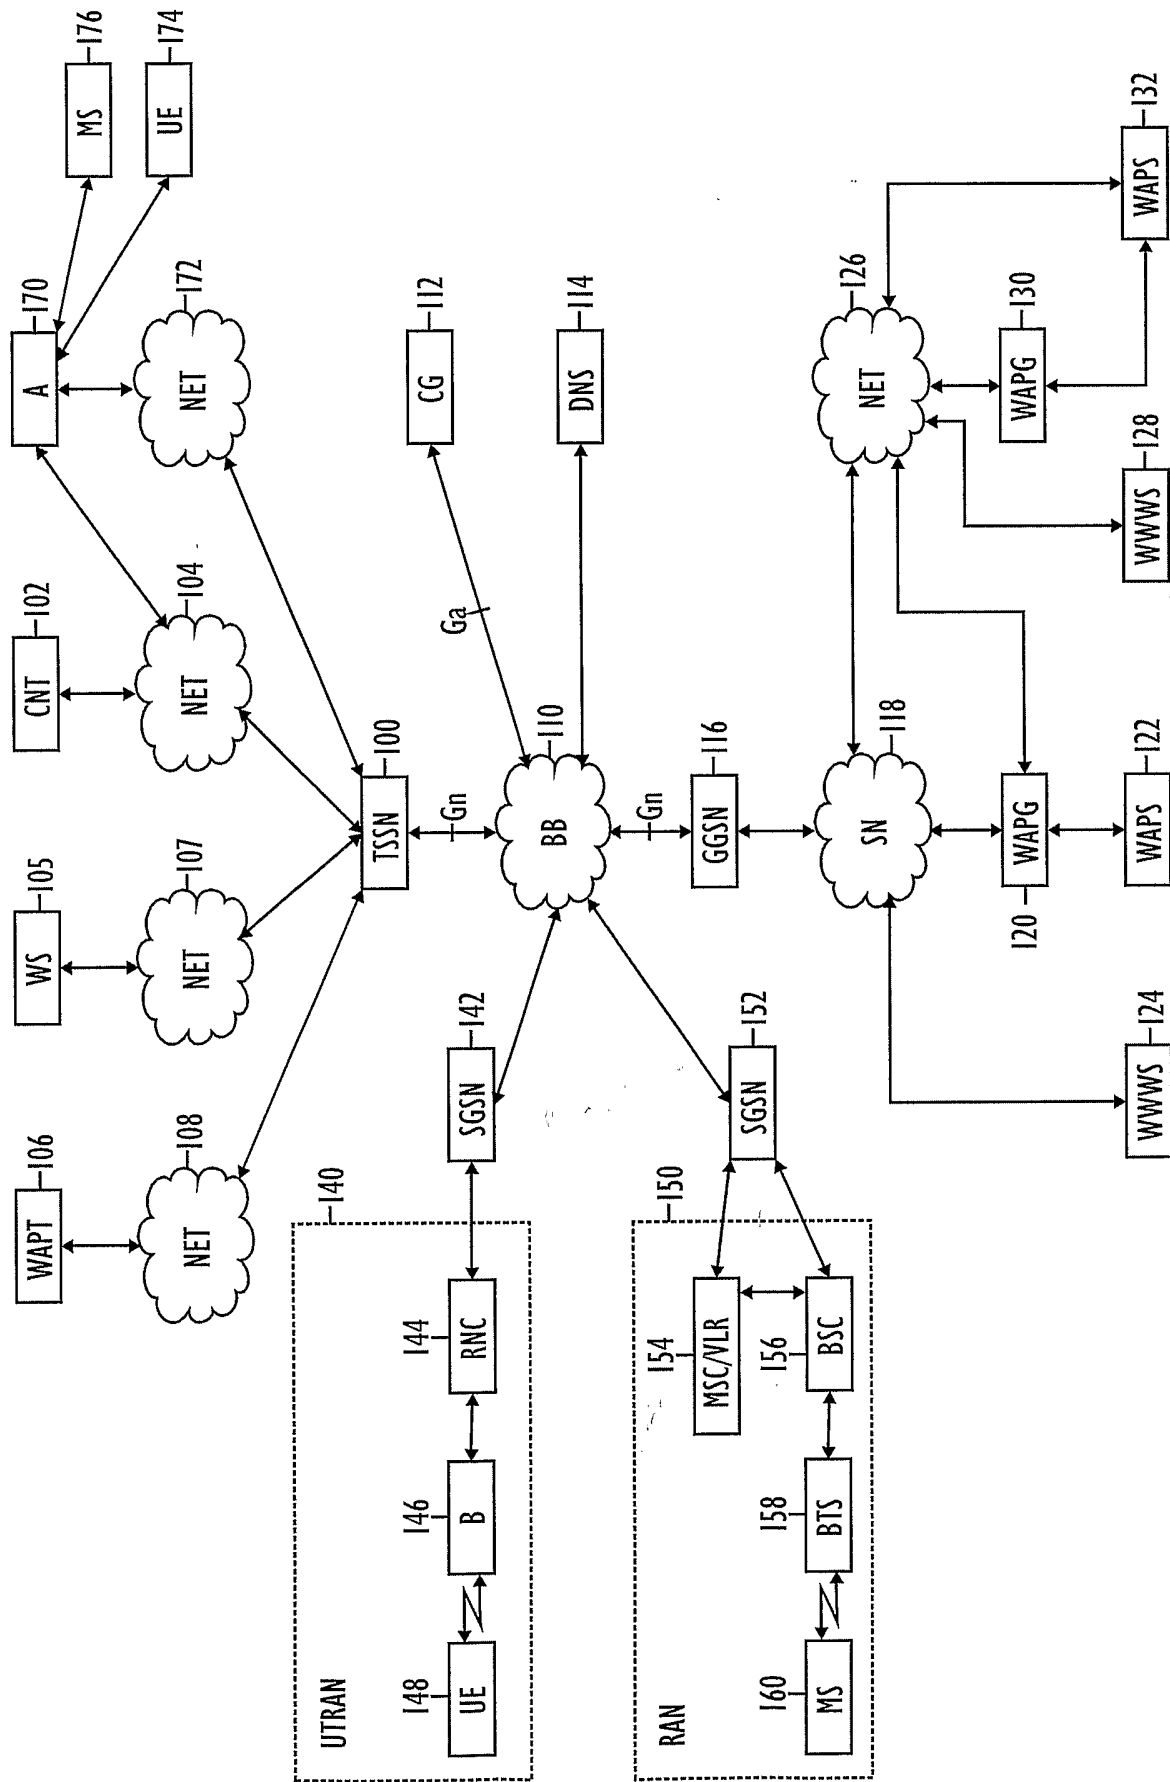 WAPT
106
WS
105
CNT
102
A
170
MS
176
UE
174
NET
108
NET
107
NET
104
NET
172
TSSN
100
Gn
Ga
CG
112
BB
110
DNS
114
Gn
GGSN
116
SN
118
NET
126
WAPG
120
WAPG
130
WWWS
124
WAPS
122
WWWS
128
WAPS
132
140
UTRAN
UE
148
B
146
RNC
144
SGSN
142
150
RAN
MS
160
BTS
158
BSC
156
MSC/VLR
154
SGSN
152